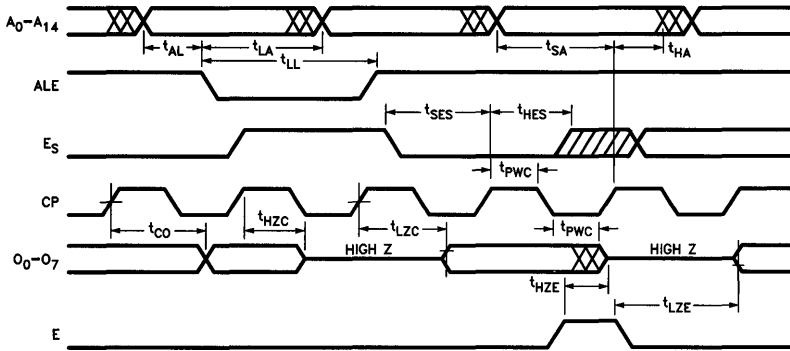 A0-A14
tAL
tLA
tSA
tHA
tLL
ALE
tSES
tHES
ES
tPWC
CP
tCO
tHZC
tLZC
tPWC
O0-O7
HIGH Z
HIGH Z
tHZE
tLZE
E